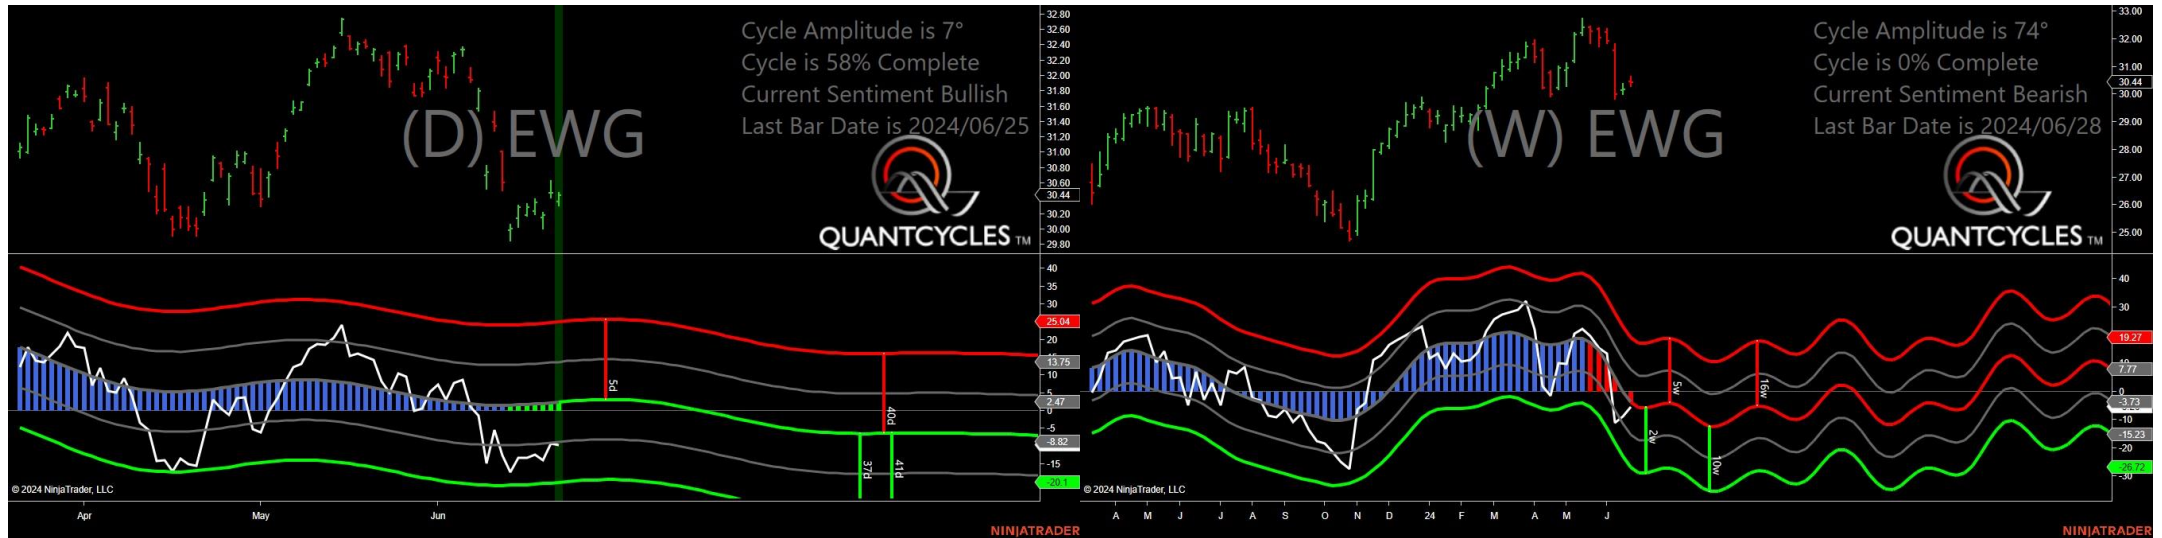 Cycle Amplitude is 7°
Cycle is 58% Complete
Current Sentiment Bullish
Last Bar Date is 2024/06/25
(D) EWG
QUANTCYCLES TM
32.80
32.60
32.40
32.20
32.00
31.80
31.60
31.40
31.20
31.00
30.80
30.60
30.44
30.20
30.00
29.80
40
35
30
25.04
20
13.75
10
5
2.47
0
-5
-8.82
-15
-20.1
5d
40d
37d
41d
© 2024 NinjaTrader, LLC
Apr May Jun
NINJATRADER
Cycle Amplitude is 74°
Cycle is 0% Complete
Current Sentiment Bearish
Last Bar Date is 2024/06/28
(W) EWG
QUANTCYCLES TM
33.00
32.00
31.00
30.44
30.00
29.00
28.00
27.00
26.00
25.00
40
30
19.27
7.77
0
-3.73
-10
-15.23
-20
-26.72
-30
5w
16w
2w
10w
© 2024 NinjaTrader, LLC
A M J J A S O N D 24 F M A M J
NINJATRADER